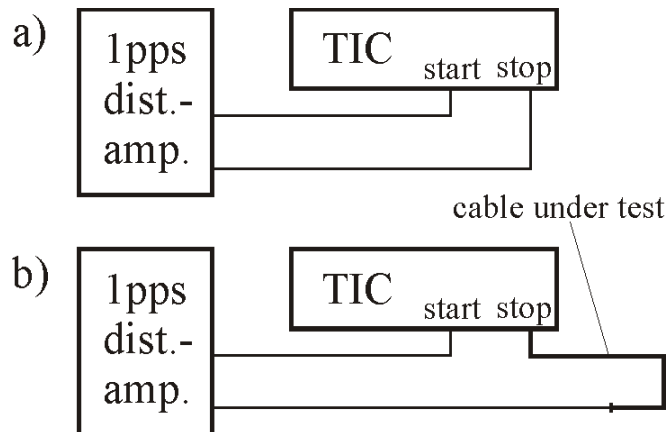 a)
1pps
dist.-
amp.
TIC
start stop
cable under test
b)
1pps
dist.-
amp.
TIC
start stop